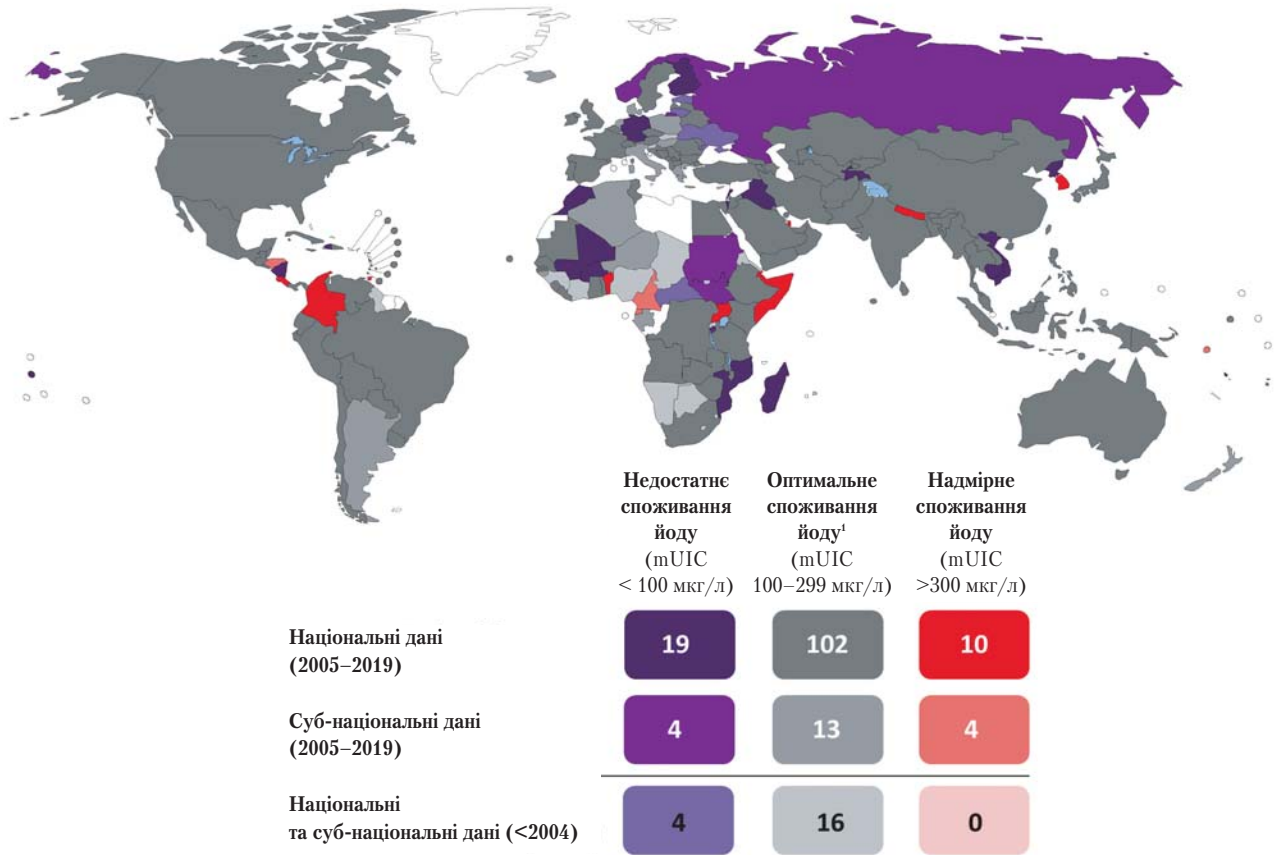 Недостатнє
споживання
йоду
(mUIC
< 100 мкг/л)
Оптимальне
споживання
йоду¹
(mUIC
100–299 мкг/л)
Надмірне
споживання
йоду
(mUIC
>300 мкг/л)
Національні дані
(2005–2019)
19
102
10
Суб-національні дані
(2005–2019)
4
13
4
Національні
та суб-національні дані (<2004)
4
16
0